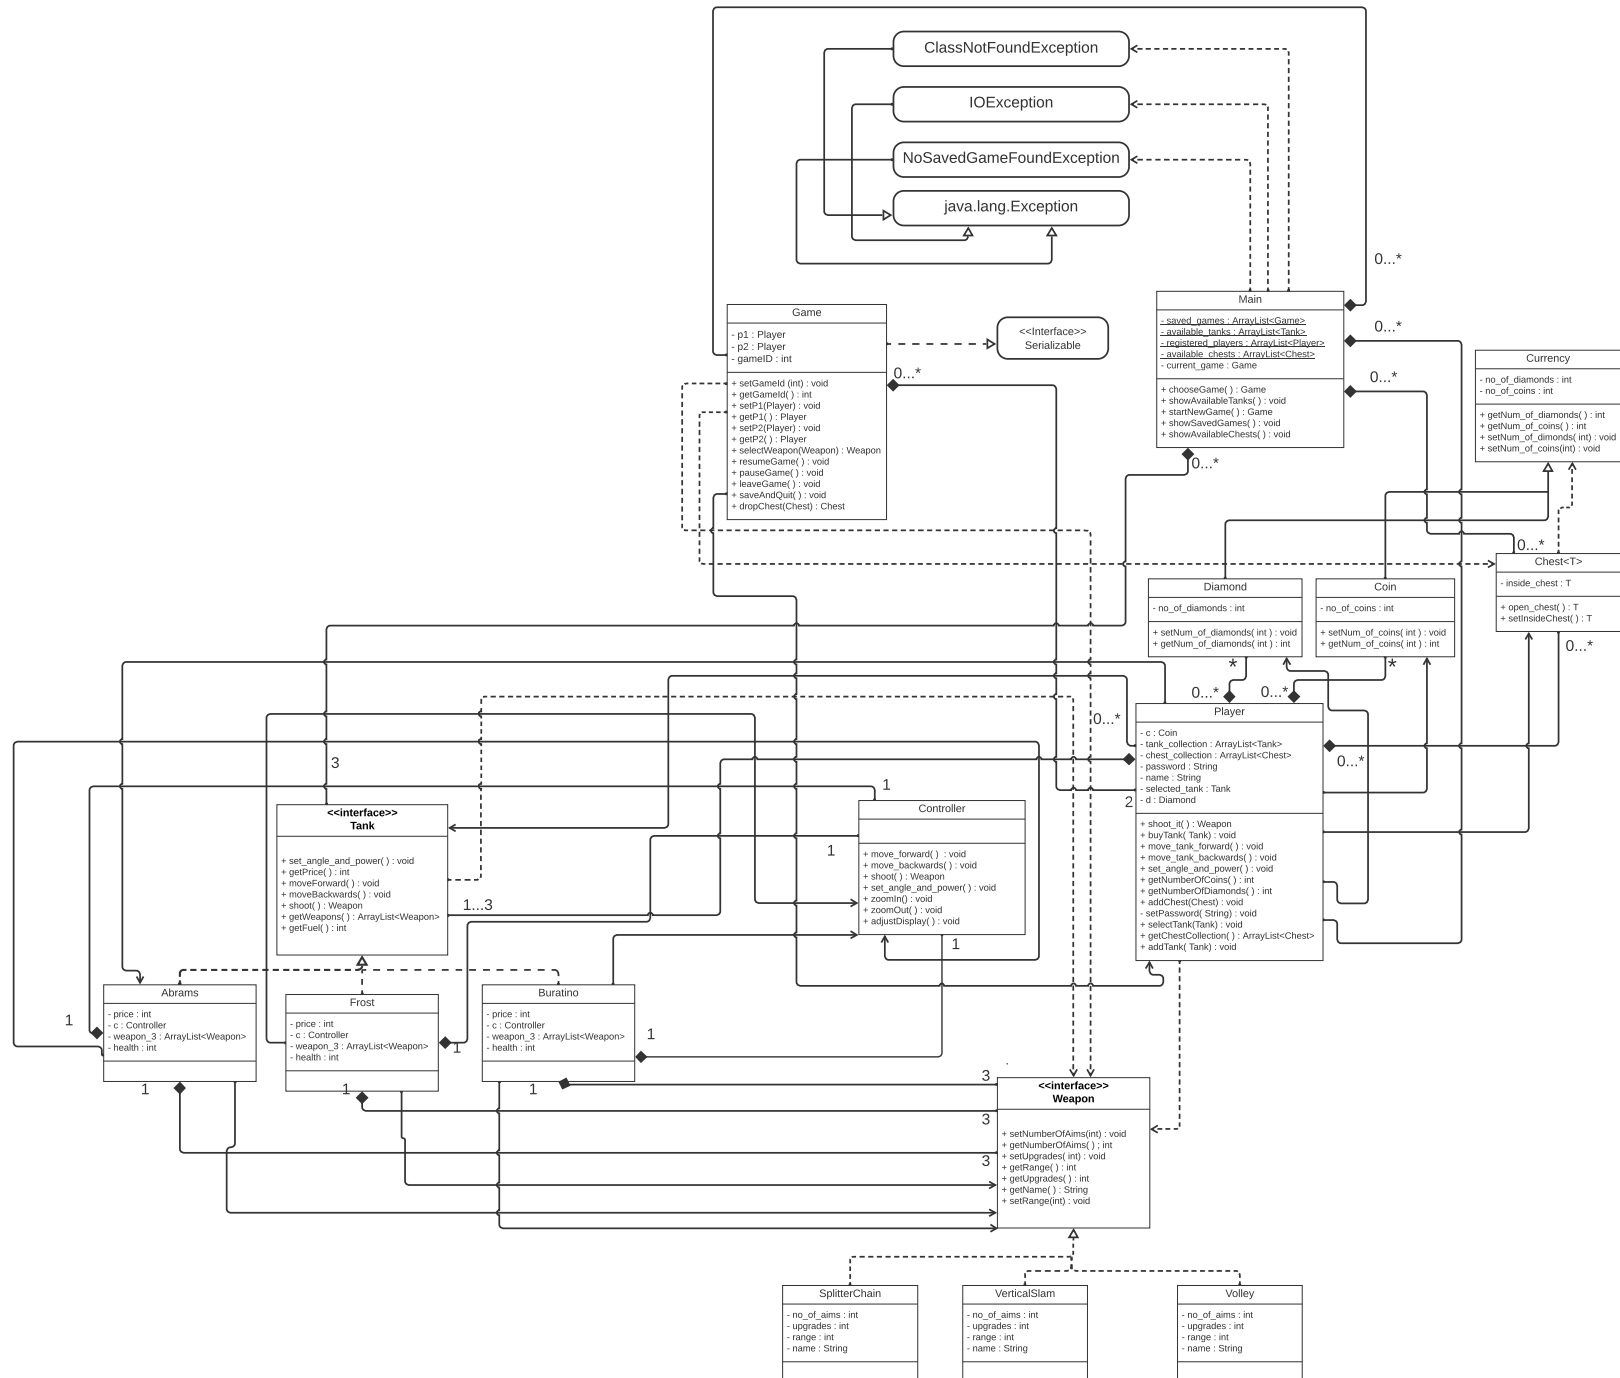 ClassNotFoundException
IOException
NoSavedGameFoundException
java.lang.Exception
0...*
Main
- saved_games : ArrayList<Game>
- available_tanks : ArrayList<Tank>
- registered_players : ArrayList<Player>
- available_chests : ArrayList<Chest>
- current_game : Game
+ chooseGame( ) : Game
+ showAvailableTanks( ) : void
+ startNewGame( ) : Game
+ showSavedGames( ) : void
+ showAvailableChests( ) : void
0...*
0...*
0...*
Game
- p1 : Player
- p2 : Player
- gameID : int
+ setGameId (int) : void
+ getGameId( ) : int
+ setP1(Player) : void
+ getP1( ) : Player
+ setP2(Player) : void
+ getP2( ) : Player
+ selectWeapon(Weapon) : Weapon
+ resumeGame( ) : void
+ pauseGame( ) : void
+ leaveGame( ) : void
+ saveAndQuit( ) : void
+ dropChest(Chest) : Chest
0...*
<<Interface>>
Serializable
Currency
- no_of_diamonds : int
- no_of_coins : int
+ getNum_of_diamonds( ) : int
+ getNum_of_coins( ) : int
+ setNum_of_dimonds( int) : void
+ setNum_of_coins(int) : void
0...*
Chest<T>
- inside_chest : T
+ open_chest( ) : T
+ setInsideChest( ) : T
0...*
Diamond
- no_of_diamonds : int
+ setNum_of_diamonds( int ) : void
+ getNum_of_diamonds( int ) : int
*
0...*
Coin
- no_of_coins : int
+ setNum_of_coins( int ) : void
+ getNum_of_coins( int ) : int
*
0...*
0...*
Player
- c : Coin
- tank_collection : ArrayList<Tank>
- chest_collection : ArrayList<Chest>
- password : String
- name : String
- selected_tank : Tank
- d : Diamond
+ shoot_it( ) : Weapon
+ buyTank( Tank) : void
+ move_tank_forward( ) : void
+ move_tank_backwards( ) : void
+ set_angle_and_power( ) : void
+ getNumberOfCoins( ) : int
+ getNumberOfDiamonds( ) : int
+ addChest(Chest) : void
- setPassword( String) : void
+ selectTank(Tank) : void
+ getChestCollection( ) : ArrayList<Chest>
+ addTank( Tank) : void
0...*
2
3
<<interface>>
Tank
+ set_angle_and_power( ) : void
+ getPrice( ) : int
+ moveForward( ) : void
+ moveBackwards( ) : void
+ shoot( ) : Weapon
+ getWeapons( ) : ArrayList<Weapon>
+ getFuel( ) : int
1...3
1
1
Controller
+ move_forward( )  : void
+ move_backwards( ) : void
+ shoot( ) : Weapon
+ set_angle_and_power( ) : void
+ zoomIn() : void
+ zoomOut( ) : void
+ adjustDisplay( ) : void
1
1
Abrams
- price : int
- c : Controller
- weapon_3 : ArrayList<Weapon>
- health : int
1
Frost
- price : int
- c : Controller
- weapon_3 : ArrayList<Weapon>
- health : int
1
1
Buratino
- price : int
- c : Controller
- weapon_3 : ArrayList<Weapon>
- health : int
1
1
3
3
3
<<interface>>
Weapon
+ setNumberOfAims(int) : void
+ getNumberOfAims( ) : int
+ setUpgrades( int) : void
+ getRange( ) : int
+ getUpgrades( ) : int
+ getName( ) : String
+ setRange(int) : void
SplitterChain
- no_of_aims : int
- upgrades : int
- range : int
- name : String
VerticalSlam
- no_of_aims : int
- upgrades : int
- range : int
- name : String
Volley
- no_of_aims : int
- upgrades : int
- range : int
- name : String